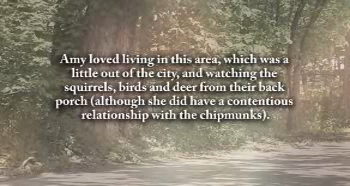 Amy loved living in this area, which was a
little out of the city, and watching the
squirrels, birds and deer from their back
porch (although she did have a contentious
relationship with the chipmunks).